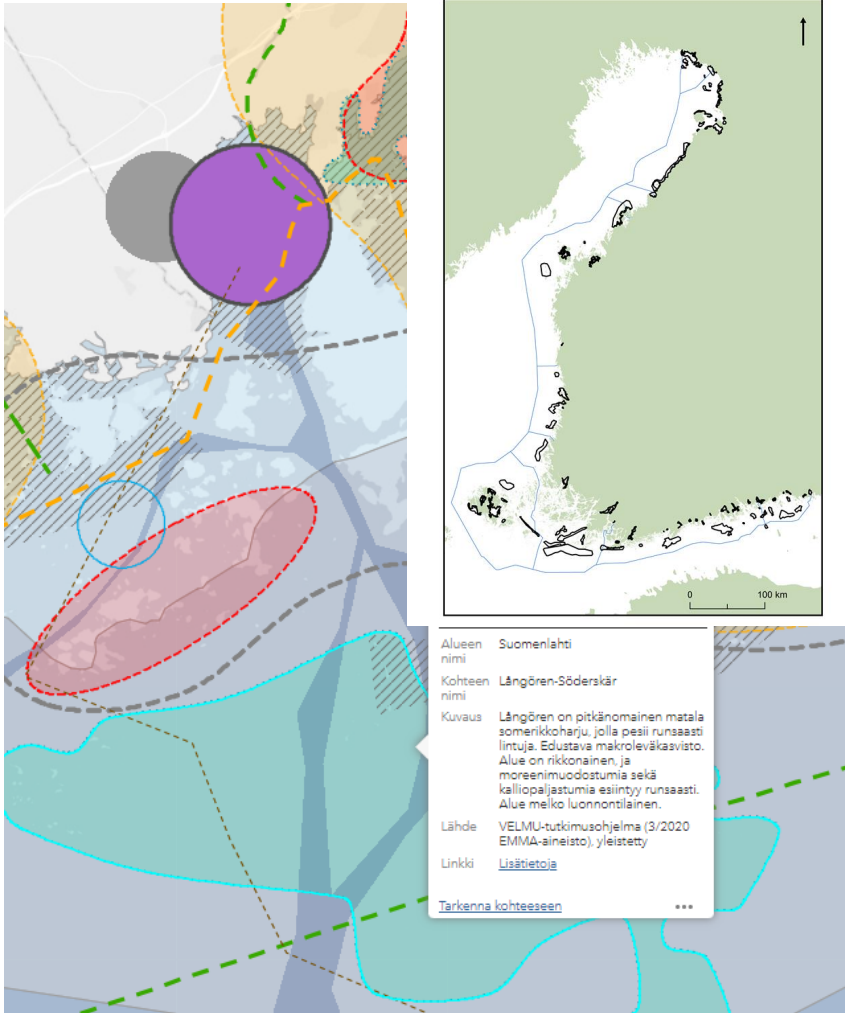 0 100 km
Alueen nimi Suomenlahti
Kohteen nimi Långören-Söderskär
Kuvaus Långören on pitkänomainen matala
somerikkoharju, jolla pesii runsaasti
lintuja. Edustava makroleväkasvisto.
Alue on rikkonainen, ja
moreenimuodostumia sekä
kalliopaljastumia esiintyy runsaasti.
Alue melko luonnontilainen.
Lähde VELMU-tutkimusohjelma (3/2020
EMMA-aineisto), yleistetty
Linkki Lisätietoja
Tarkenna kohteeseen